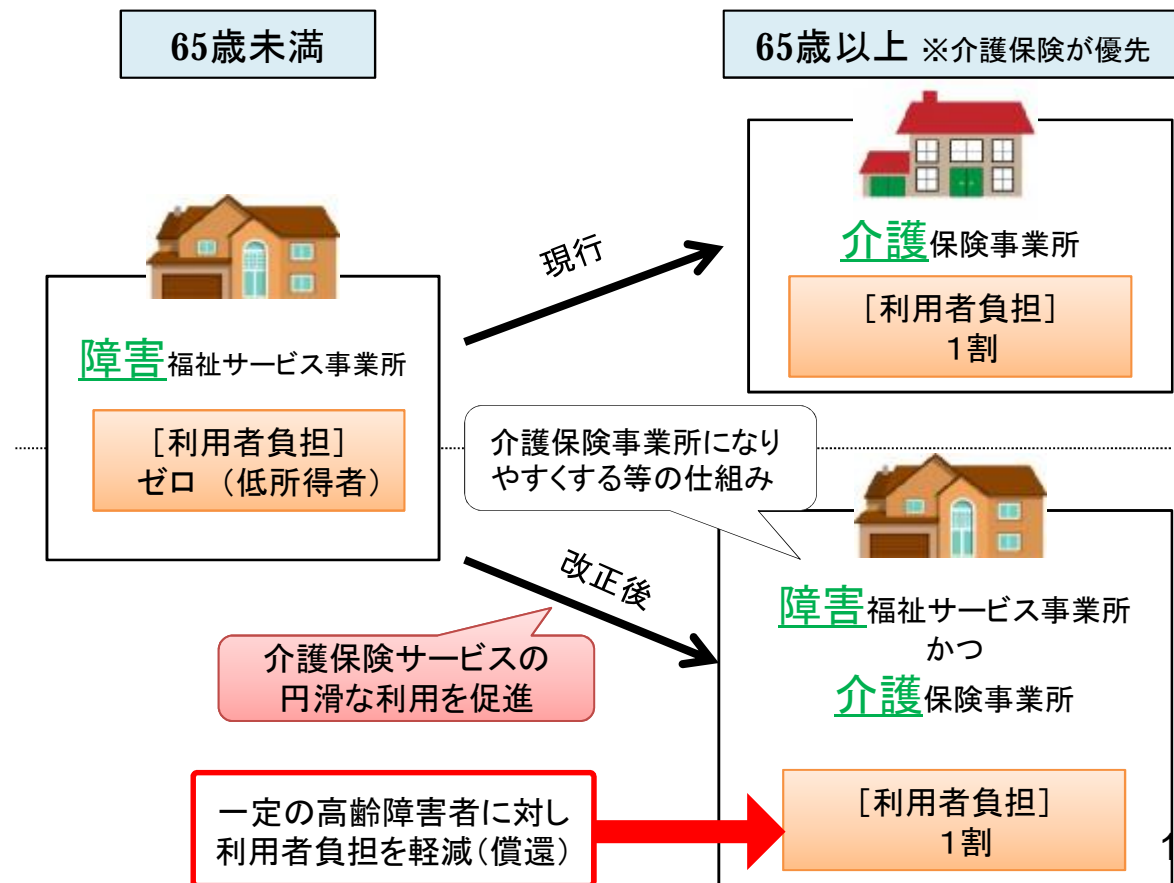 65歳未満
65歳以上 ※介護保険が優先
現行
介護保険事業所
[利用者負担]
1割
障害福祉サービス事業所
[利用者負担]
ゼロ (低所得者)
介護保険事業所になり
やすくする等の仕組み
改正後
介護保険サービスの
円滑な利用を促進
障害福祉サービス事業所
かつ
介護保険事業所
一定の高齢障害者に対し
利用者負担を軽減(償還)
[利用者負担]
1割
1